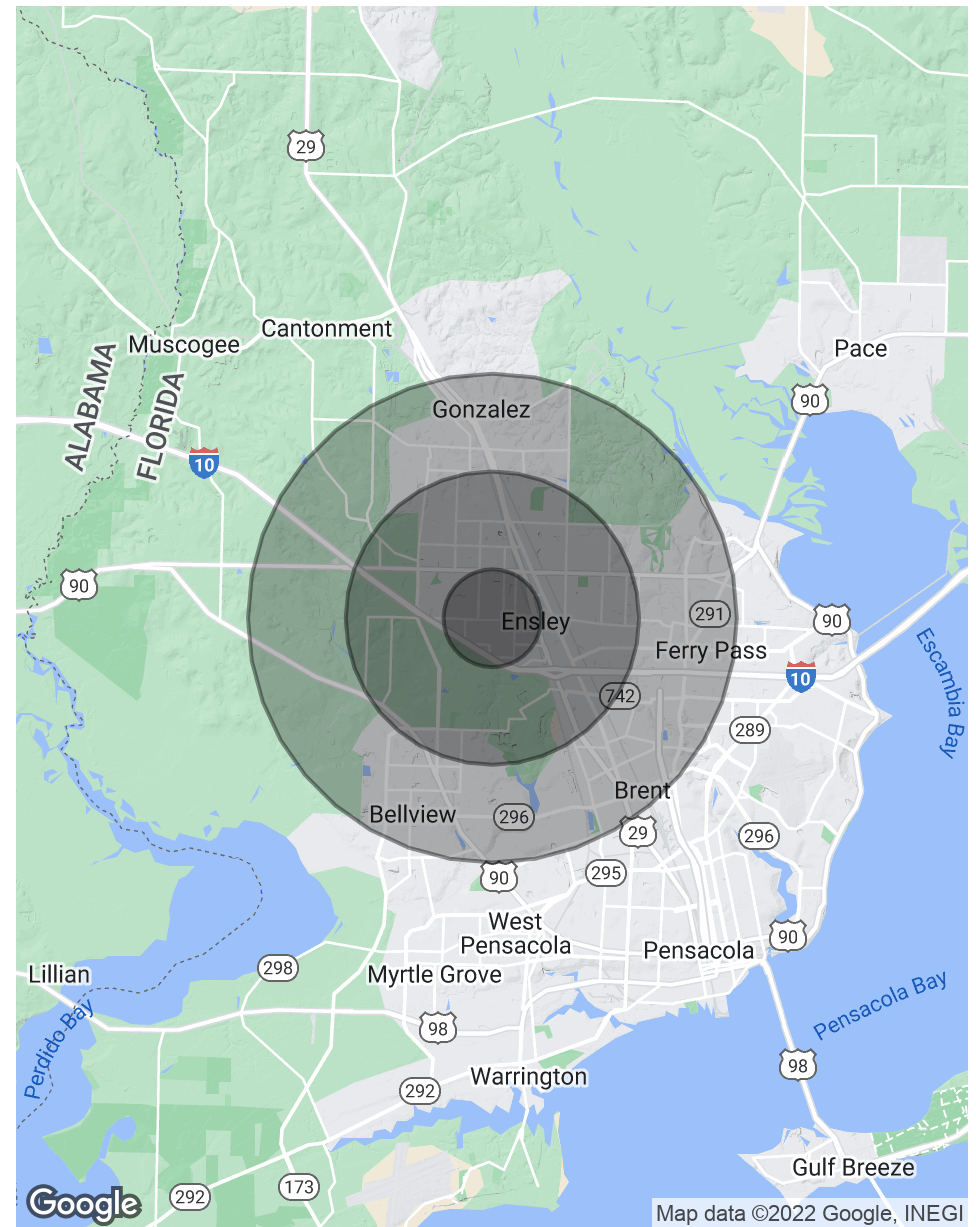 29
Cantonment
Muscogee
Pace
ALABAMA
FLORIDA
90
Gonzalez
10
90
291
90
Ensley
Ferry Pass
10
742
289
Escambia
Bay
Brent
Bellview
296
29
296
295
90
West
Pensacola
90
Pensacola
Lillian
298
Myrtle Grove
Pensacola Bay
98
Perdido Bay
98
Warrington
292
Gulf Breeze
173
292
Google
Map data ©2022 Google, INEGI